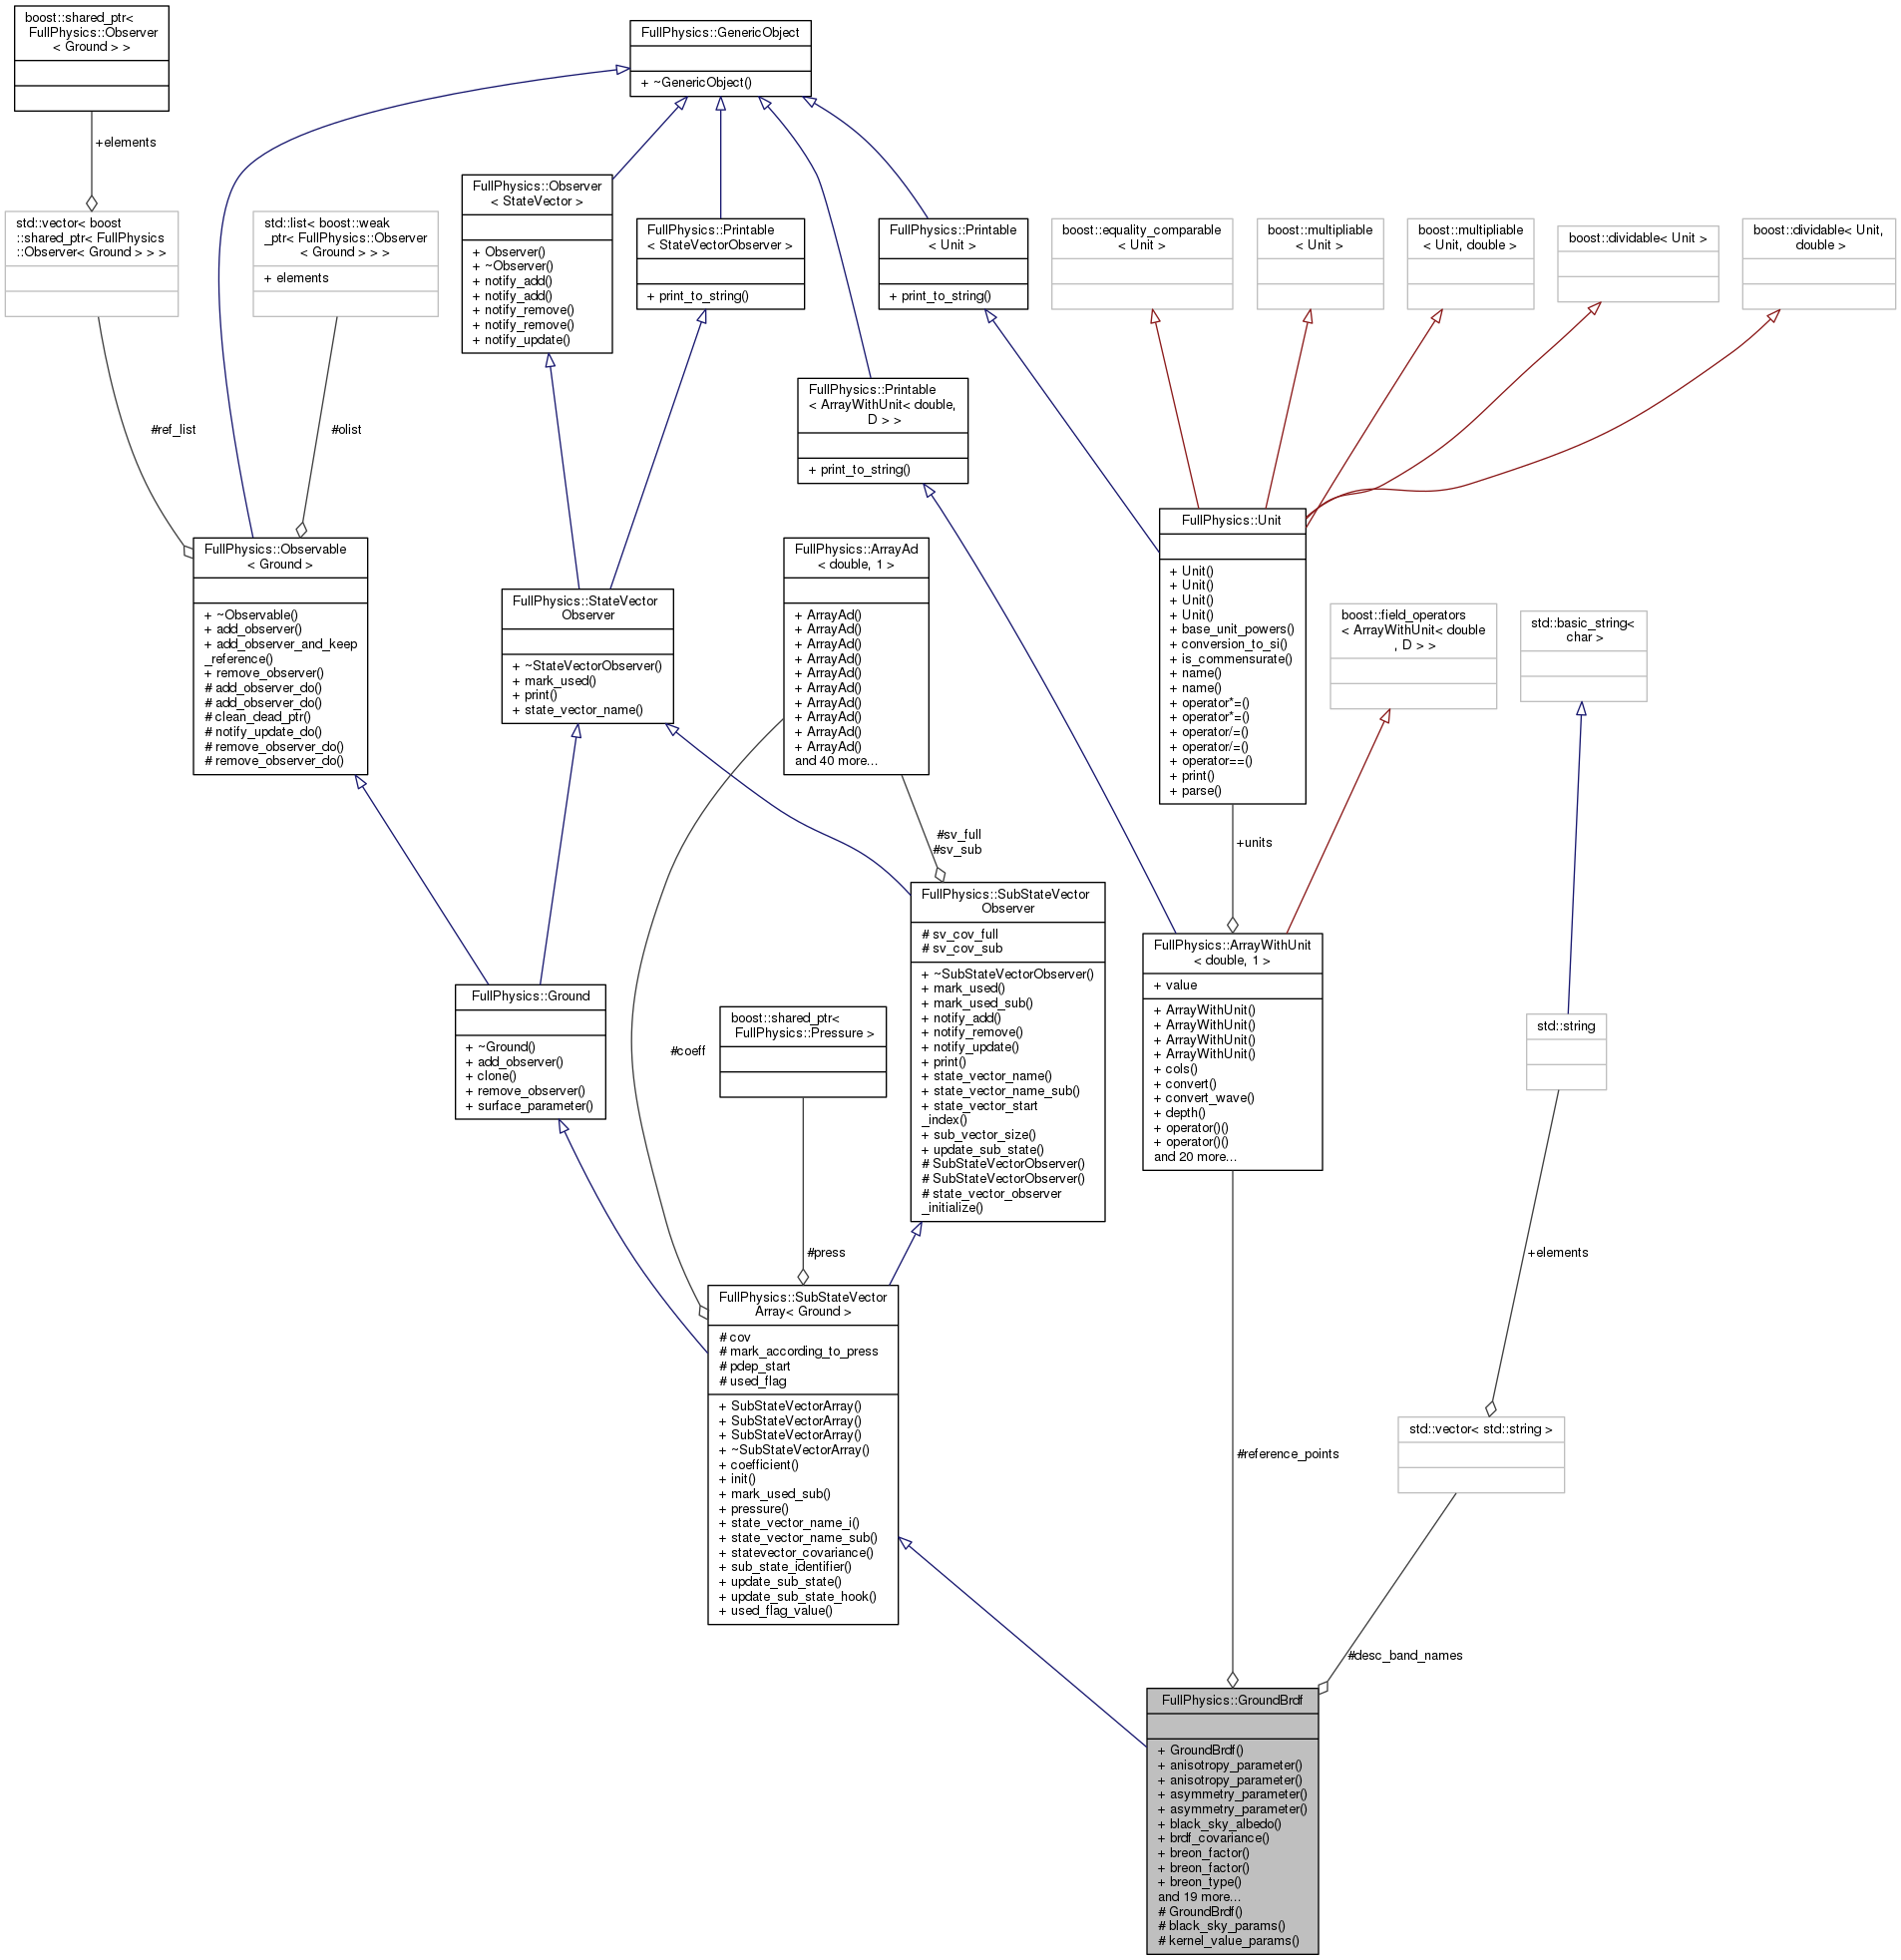 boost::shared_ptr<
FullPhysics::Observer
< Ground > >
FullPhysics::GenericObject
+ ~GenericObject()
+elements
std::vector< boost
::shared_ptr< FullPhysics
::Observer< Ground > > >
std::list< boost::weak
_ptr< FullPhysics::Observer
< Ground > > >
+ elements
FullPhysics::Observer
< StateVector >
+ Observer()
+ ~Observer()
+ notify_add()
+ notify_add()
+ notify_remove()
+ notify_remove()
+ notify_update()
FullPhysics::Printable
< StateVectorObserver >
+ print_to_string()
FullPhysics::Printable
< Unit >
+ print_to_string()
boost::equality_comparable
< Unit >
boost::multipliable
< Unit >
boost::multipliable
< Unit, double >
boost::dividable< Unit >
boost::dividable< Unit,
double >
FullPhysics::Printable
< ArrayWithUnit< double,
D > >
+ print_to_string()
#ref_list
#olist
FullPhysics::Observable
< Ground >
+ ~Observable()
+ add_observer()
+ add_observer_and_keep
_reference()
+ remove_observer()
# add_observer_do()
# add_observer_do()
# clean_dead_ptr()
# notify_update_do()
# remove_observer_do()
# remove_observer_do()
FullPhysics::StateVector
Observer
+ ~StateVectorObserver()
+ mark_used()
+ print()
+ state_vector_name()
FullPhysics::ArrayAd
< double, 1 >
+ ArrayAd()
+ ArrayAd()
+ ArrayAd()
+ ArrayAd()
+ ArrayAd()
+ ArrayAd()
+ ArrayAd()
+ ArrayAd()
+ ArrayAd()
+ ArrayAd()
and 40 more...
FullPhysics::Unit
+ Unit()
+ Unit()
+ Unit()
+ Unit()
+ base_unit_powers()
+ conversion_to_si()
+ is_commensurate()
+ name()
+ name()
+ operator*=()
+ operator*=()
+ operator/=()
+ operator/=()
+ operator==()
+ print()
+ parse()
boost::field_operators
< ArrayWithUnit< double
, D > >
std::basic_string<
char >
#sv_full
#sv_sub
+units
FullPhysics::SubStateVector
Observer
# sv_cov_full
# sv_cov_sub
+ ~SubStateVectorObserver()
+ mark_used()
+ mark_used_sub()
+ notify_add()
+ notify_remove()
+ notify_update()
+ print()
+ state_vector_name()
+ state_vector_name_sub()
+ state_vector_start
_index()
+ sub_vector_size()
+ update_sub_state()
# SubStateVectorObserver()
# SubStateVectorObserver()
# state_vector_observer
_initialize()
FullPhysics::ArrayWithUnit
< double, 1 >
+ value
+ ArrayWithUnit()
+ ArrayWithUnit()
+ ArrayWithUnit()
+ ArrayWithUnit()
+ cols()
+ convert()
+ convert_wave()
+ depth()
+ operator()()
+ operator()()
and 20 more...
FullPhysics::Ground
+ ~Ground()
+ add_observer()
+ clone()
+ remove_observer()
+ surface_parameter()
#coeff
boost::shared_ptr<
FullPhysics::Pressure >
std::string
#press
+elements
FullPhysics::SubStateVector
Array< Ground >
# cov
# mark_according_to_press
# pdep_start
# used_flag
+ SubStateVectorArray()
+ SubStateVectorArray()
+ SubStateVectorArray()
+ ~SubStateVectorArray()
+ coefficient()
+ init()
+ mark_used_sub()
+ pressure()
+ state_vector_name_i()
+ state_vector_name_sub()
+ statevector_covariance()
+ sub_state_identifier()
+ update_sub_state()
+ update_sub_state_hook()
+ used_flag_value()
#reference_points
std::vector< std::string >
#desc_band_names
FullPhysics::GroundBrdf
+ GroundBrdf()
+ anisotropy_parameter()
+ anisotropy_parameter()
+ asymmetry_parameter()
+ asymmetry_parameter()
+ black_sky_albedo()
+ brdf_covariance()
+ breon_factor()
+ breon_factor()
+ breon_type()
and 19 more...
# GroundBrdf()
# black_sky_params()
# kernel_value_params()